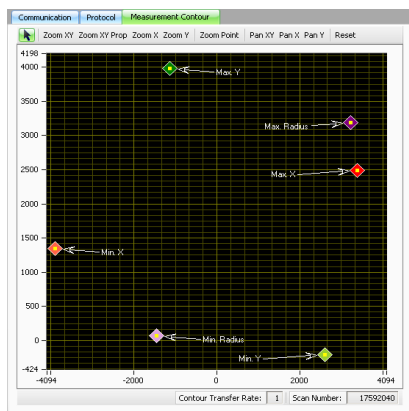 Communication Protocol Measurement Contour
Zoom XY Zoom XY Prop Zoom X Zoom Y Zoom Point Pan XY Pan X Pan Y Reset
4198
4000
Max. Y
3500
Max. Radius
3000
2500
Max. X
2000
1500
Min. X
1000
500
0
Min. Radius
Min. Y
-424
-4094 -2000 0 2000 4094
Contour Transfer Rate: 1 Scan Number: 17592040